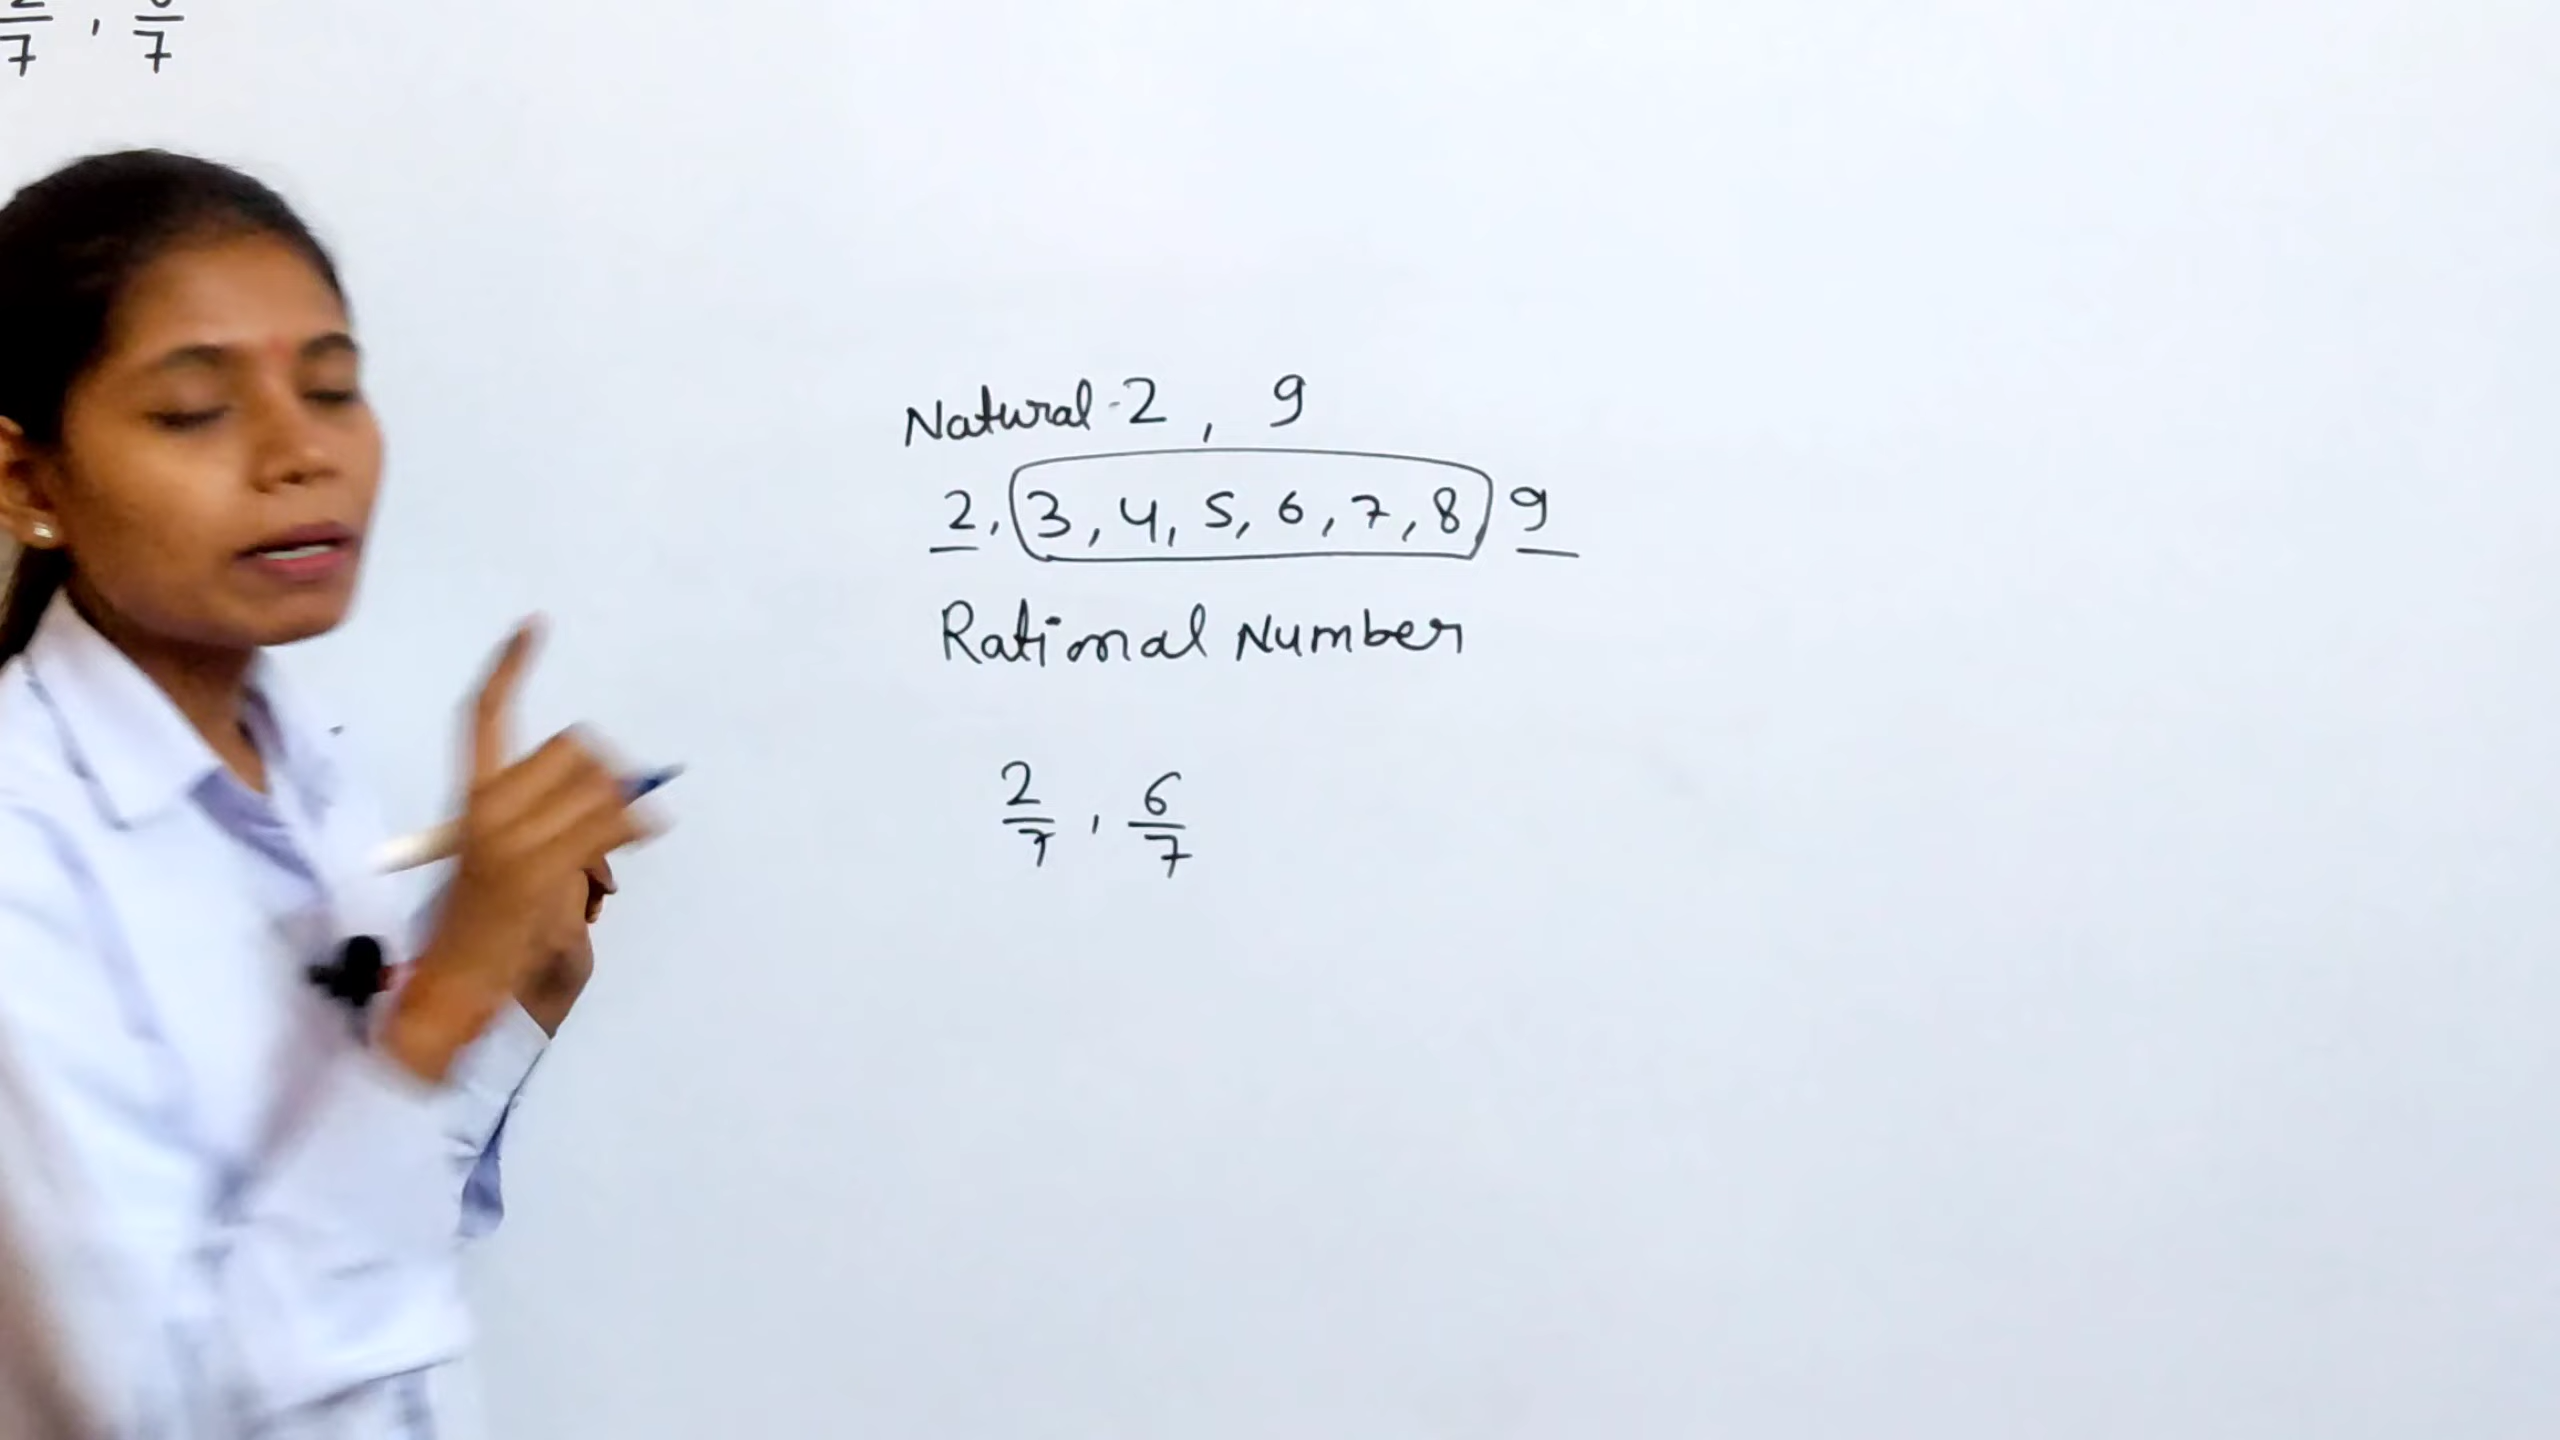 2/7 , /7
Natural - 2 , 9
2, 3, 4, 5, 6, 7, 8 9
Rational Number
2/7 , 6/7